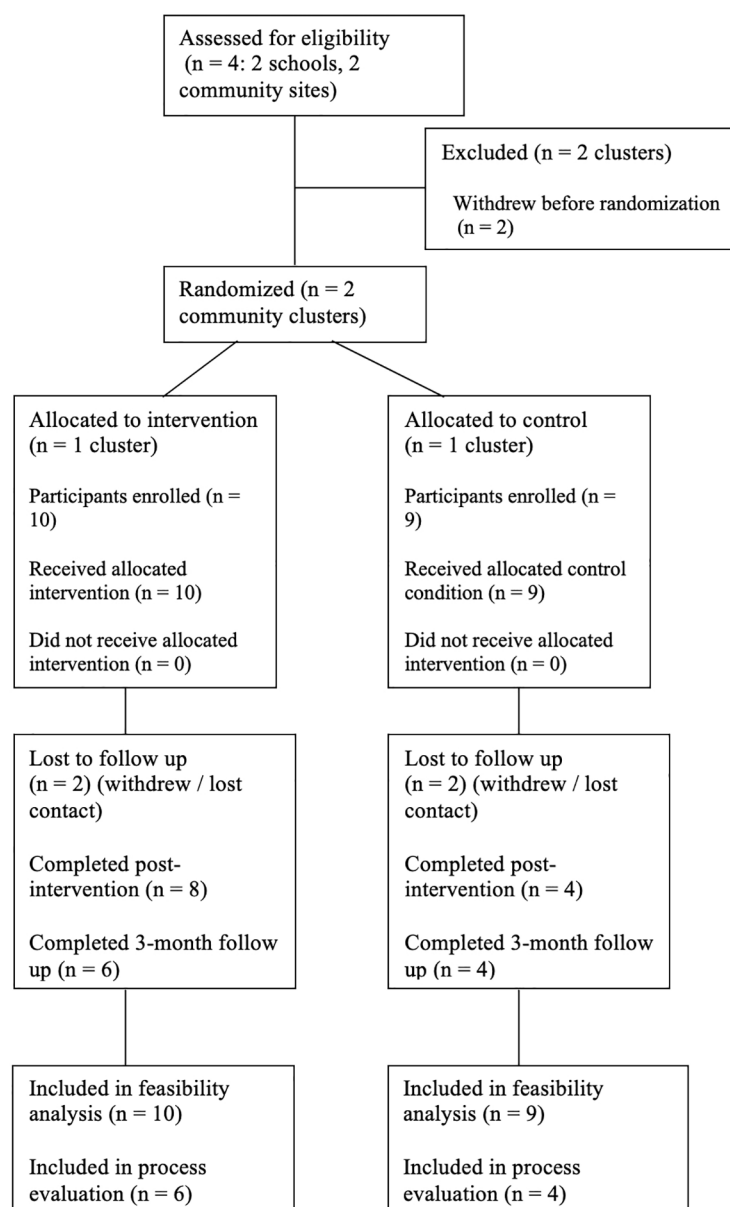 Assessed for eligibility
(n = 4: 2 schools, 2
community sites)
Excluded (n = 2 clusters)
Withdrew before randomization
(n = 2)
Randomized (n = 2
community clusters)
Allocated to intervention
(n = 1 cluster)
Participants enrolled (n =
10)
Received allocated
intervention (n = 10)
Did not receive allocated
intervention (n = 0)
Allocated to control
(n = 1 cluster)
Participants enrolled (n =
9)
Received allocated control
condition (n = 9)
Did not receive allocated
intervention (n = 0)
Lost to follow up
(n = 2) (withdrew / lost
contact)
Completed post-
intervention (n = 8)
Completed 3-month follow
up (n = 6)
Lost to follow up
(n = 2) (withdrew / lost
contact)
Completed post-
intervention (n = 4)
Completed 3-month follow
up (n = 4)
Included in feasibility
analysis (n = 10)
Included in process
evaluation (n = 6)
Included in feasibility
analysis (n = 9)
Included in process
evaluation (n = 4)